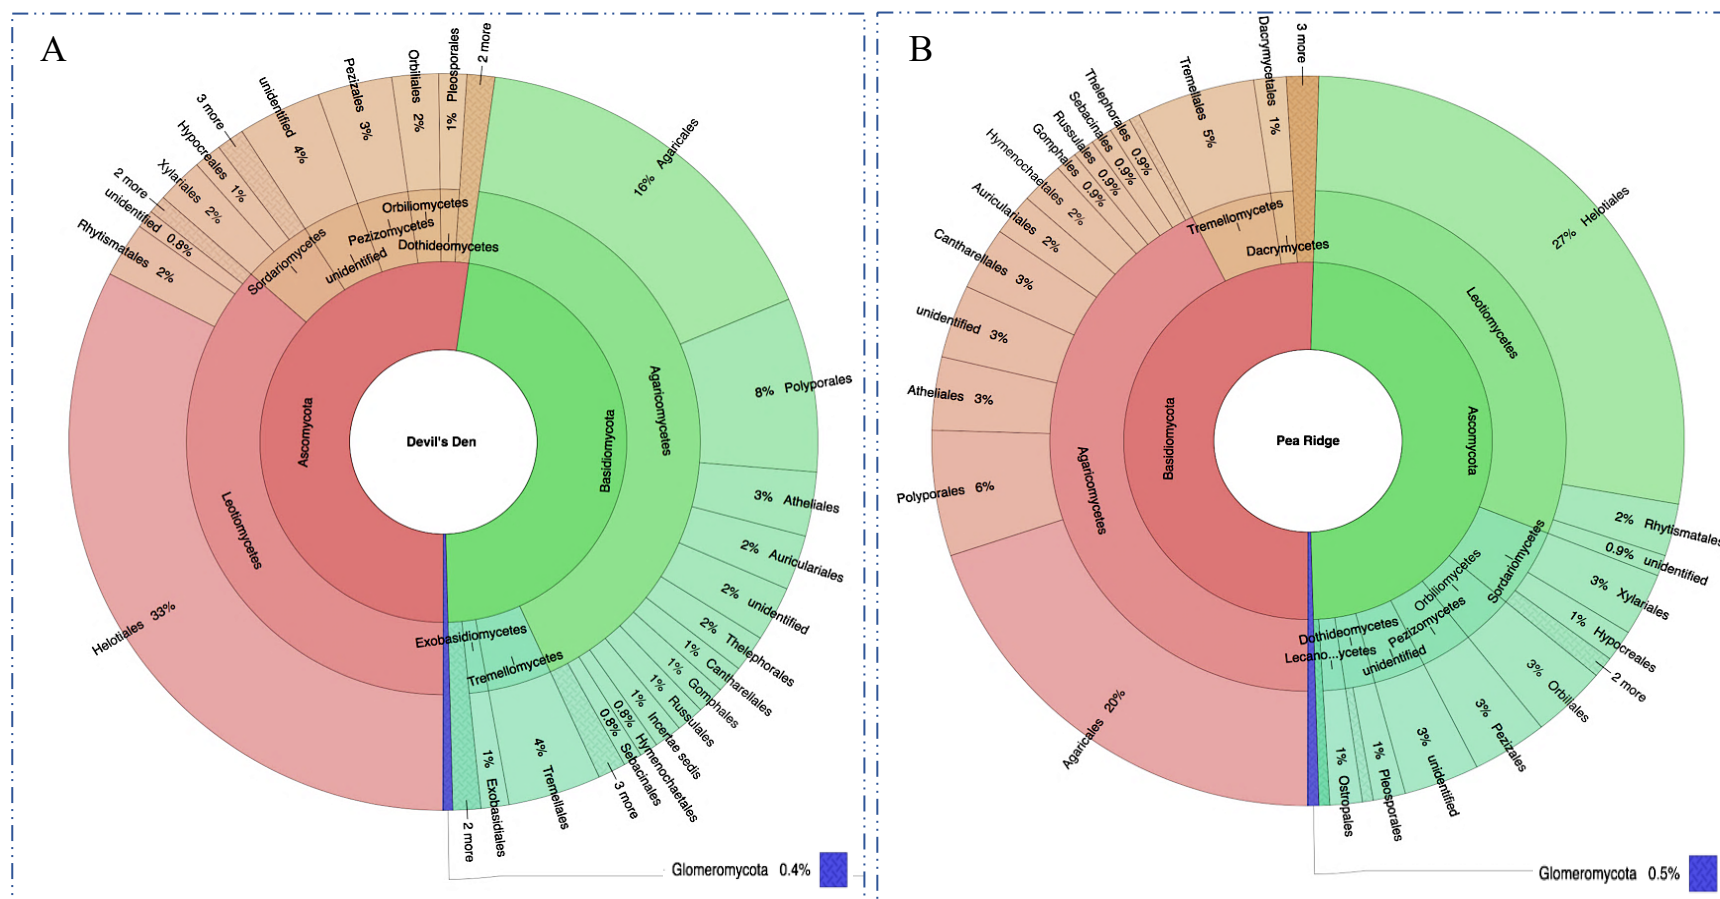 A
2 more
1% Pleosporales
Orbiliales 2%
Pezizales 3%
unidentified 4%
3 more
Hypocreales 1%
Xylariales 2%
2 more
unidentified 0.8%
Rhytismatales 2%
Helotiales 33%
Orbiliomycetes
Pezizomycetes
Dothideomycetes
unidentified
Sordariomycetes
Leotiomycetes
Ascomycota
Devil's Den
Basidiomycota
Agaricomycetes
16% Agaricales
8% Polyporales
3% Atheliales
2% Auriculariales
2% unidentified
2% Thelephorales
1% Cantharellales
1% Gomphales
1% Russulales
1% Incertae sedis
0.8% Hymenochaetales
0.8% Sebacinales
3 more
Exobasidiomycetes
Tremellomycetes
4% Tremellales
1% Exobasidiales
2 more
Glomeromycota 0.4%
B
3 more
Dacrymycetales 1%
Tremellales 5%
Thelephorales 0.9%
Sebacinales 0.9%
Russulales 0.9%
Gomphales 0.9%
Hymenochaetales 2%
Auriculariales 2%
Cantharellales 3%
unidentified 3%
Atheliales 3%
Polyporales 6%
Agaricales 20%
Tremellomycetes
Dacrymycetes
Agaricomycetes
Basidiomycota
Pea Ridge
Ascomycota
Leotiomycetes
27% Helotiales
2% Rhytismatales
0.9% unidentified
3% Xylariales
1% Hypocreales
2 more
3% Orbiliales
3% Pezizales
3% unidentified
1% Pleosporales
1% Ostropales
Sordariomycetes
Orbiliomycetes
Pezizomycetes
Dothideomycetes
unidentified
Lecano...ycetes
Glomeromycota 0.5%